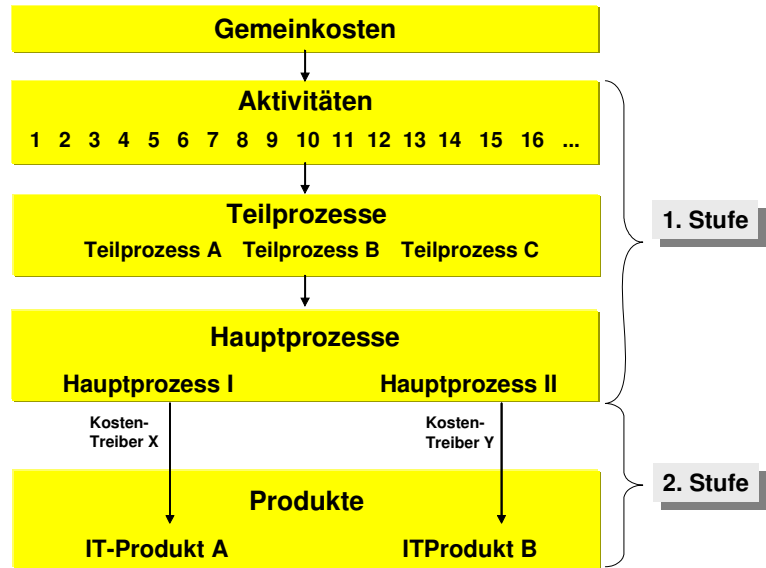 Gemeinkosten
Aktivitäten
1 2 3 4 5 6 7 8 9 10 11 12 13 14 15 16 ...
Teilprozesse
Teilprozess A Teilprozess B Teilprozess C
1. Stufe
Hauptprozesse
Hauptprozess I Hauptprozess II
Kosten-
Treiber X
Kosten-
Treiber Y
2. Stufe
Produkte
IT-Produkt A ITProdukt B